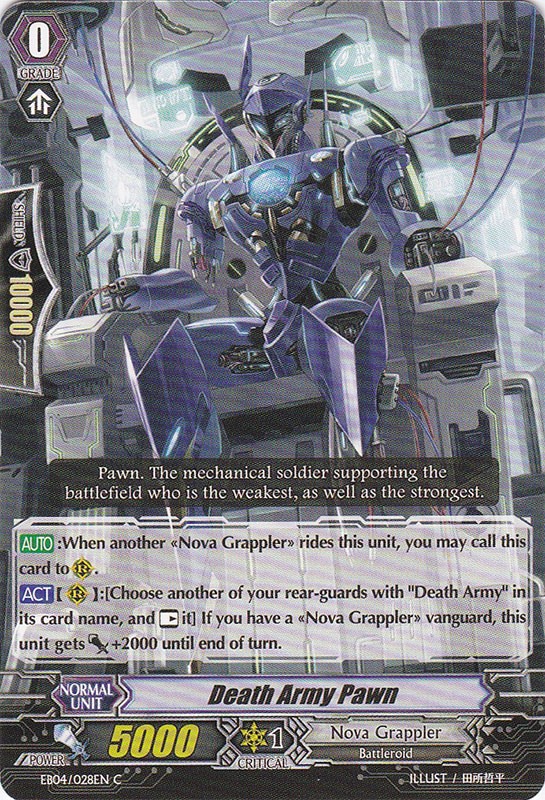 0
GRADE
SHIELD
10000
GIF
Pawn. The mechanical soldier supporting the
battlefield who is the weakest, as well as the strongest.
AUTO :When another «Nova Grappler» rides this unit, you may call this
card to R.
ACT【 R 】:[Choose another of your rear-guards with "Death Army" in
its card name, and it] If you have a «Nova Grappler» vanguard, this
unit gets +2000 until end of turn.
NORMAL
UNIT
Death Army Pawn
POWER
5000
1
CRITICAL
Nova Grappler
Battleroid
EB04/028EN C
ILLUST / 田所哲平